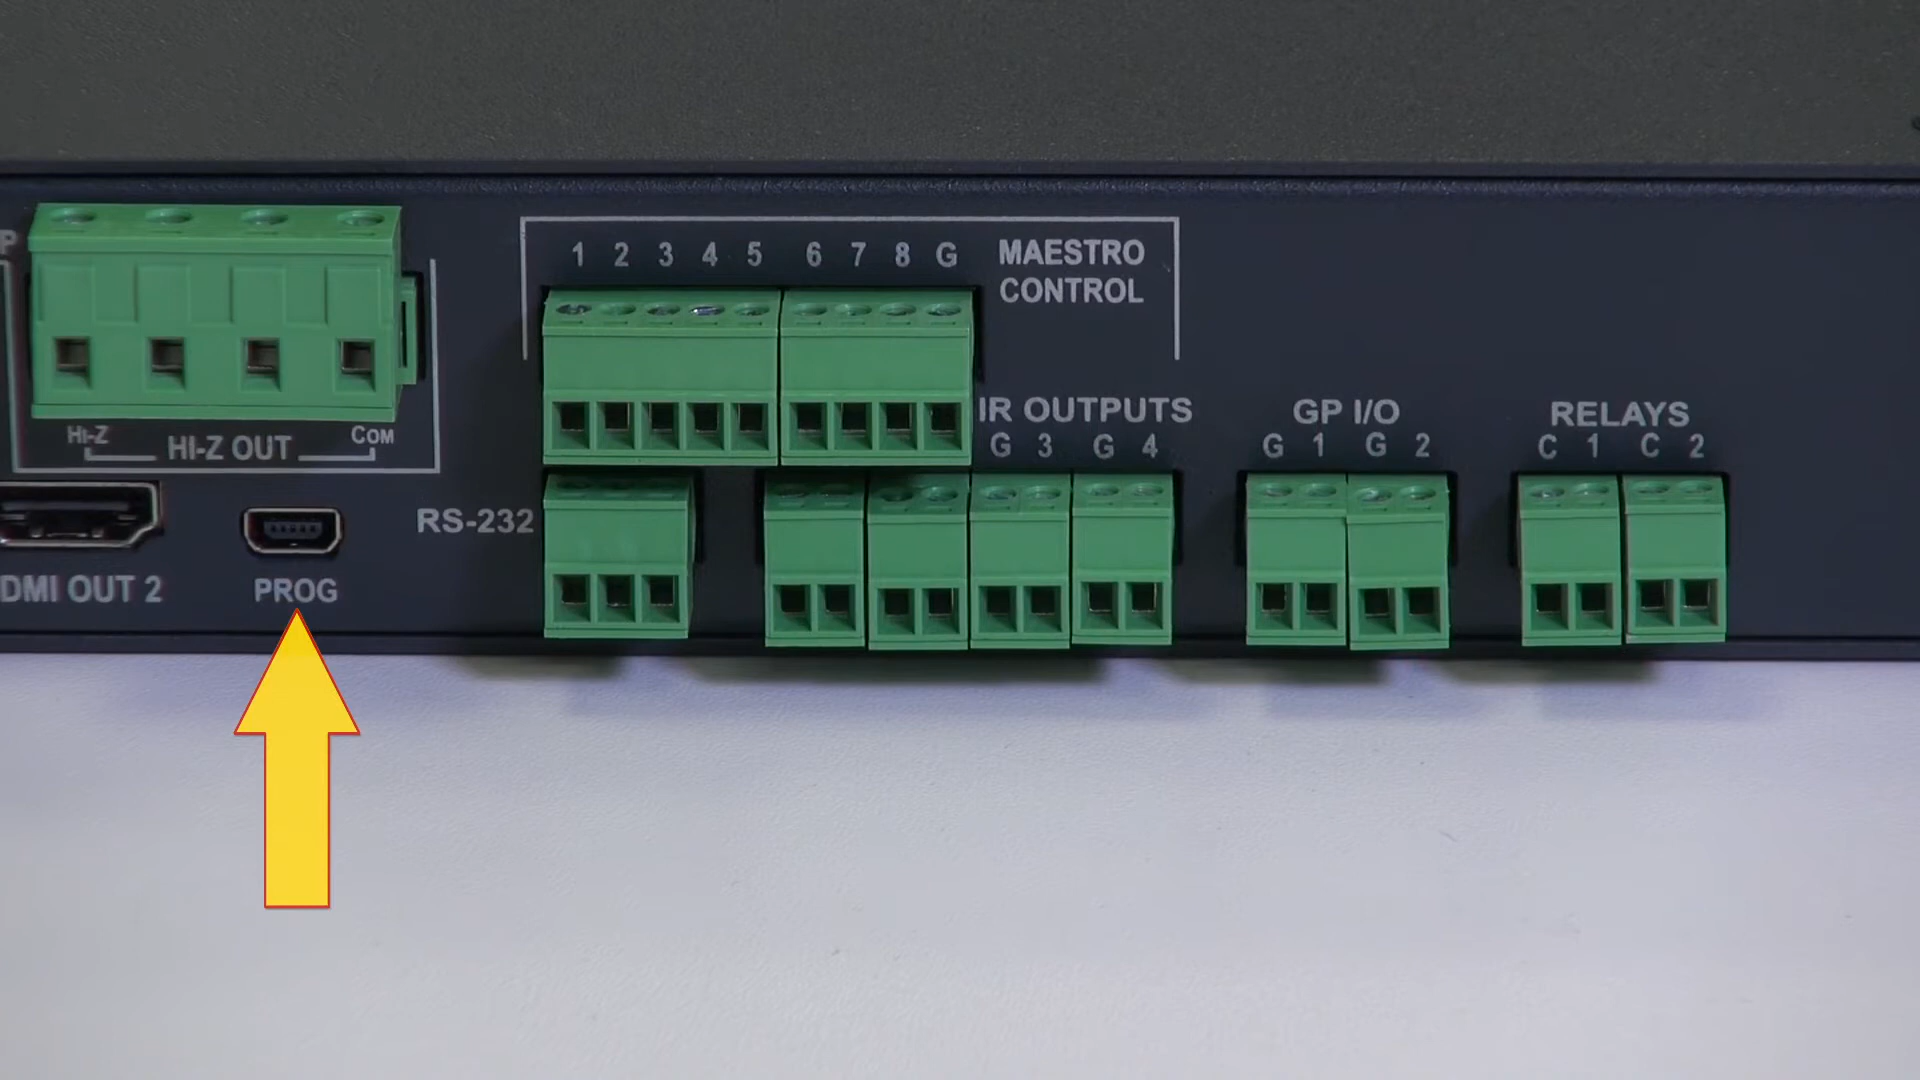 P
HI-Z
COM
HI-Z OUT
DMI OUT 2
PROG
1 2 3 4 5 6 7 8 G
MAESTRO
CONTROL
RS-232
IR OUTPUTS
G 3 G 4
GP I/O
G 1 G 2
RELAYS
C 1 C 2